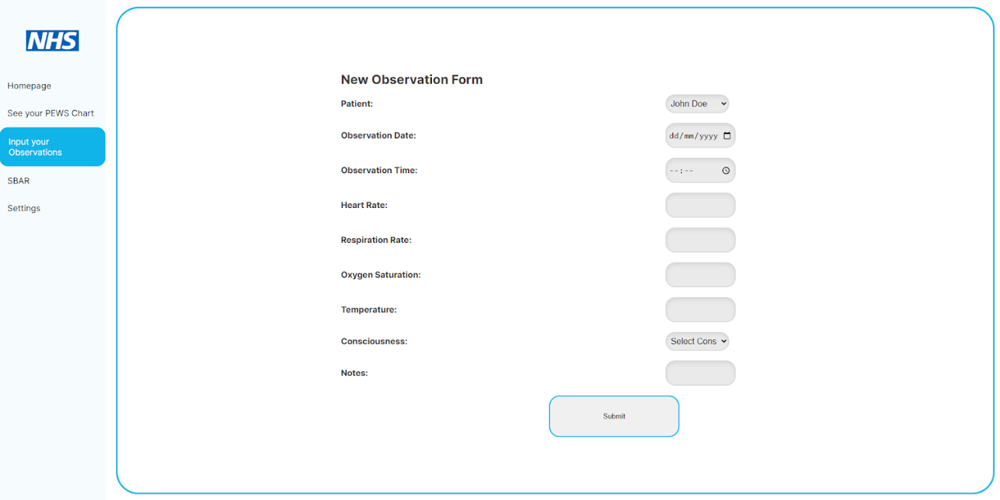 NHS
Homepage
See your PEWS Chart
Input your
Observations
SBAR
Settings
New Observation Form
Patient: John Doe
Observation Date: dd/mm/yyyy
Observation Time: --:--
Heart Rate:
Respiration Rate:
Oxygen Saturation:
Temperature:
Consciousness: Select Cons
Notes:
Submit